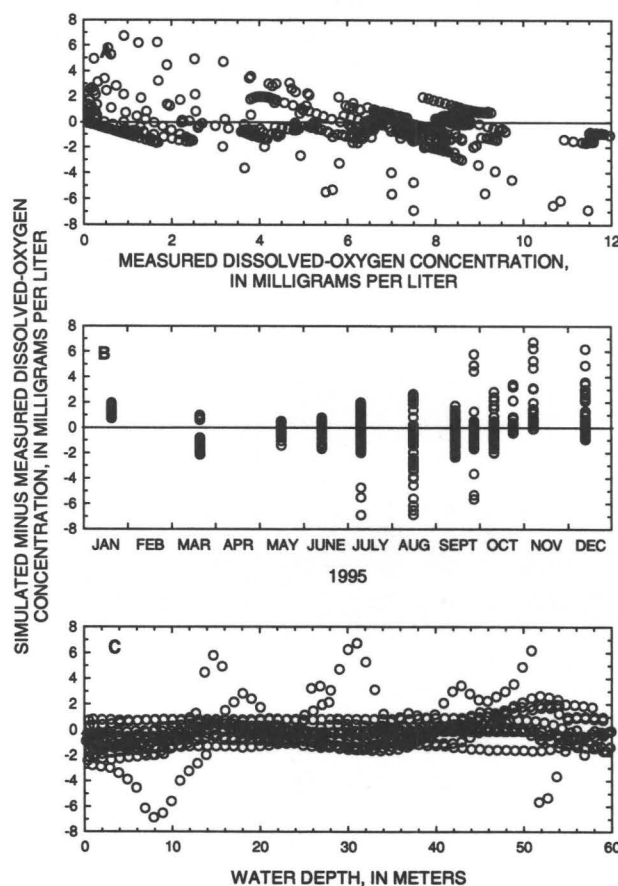 SIMULATED MINUS MEASURED DISSOLVED-OXYGEN
CONCENTRATION, IN MILLIGRAMS PER LITER
8
6
4
2
0
-2
-4
-6
-8
A
0 2 4 6 8 10 12
MEASURED DISSOLVED-OXYGEN CONCENTRATION,
IN MILLIGRAMS PER LITER
8
6
4
2
0
-2
-4
-6
-8
B
JAN FEB MAR APR MAY JUNE JULY AUG SEPT OCT NOV DEC
1995
8
6
4
2
0
-2
-4
-6
-8
C
0 10 20 30 40 50 60
WATER DEPTH, IN METERS